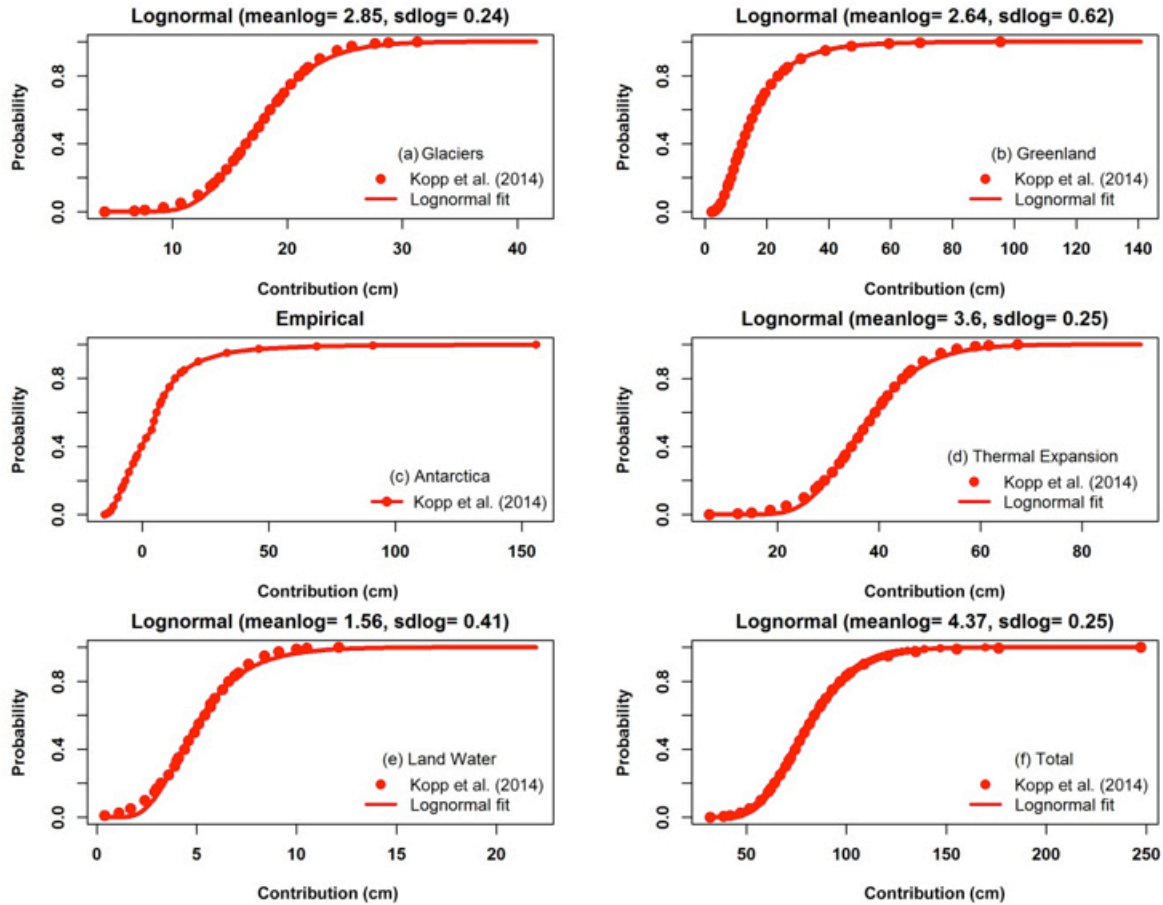 Lognormal (meanlog= 2.85, sdlog= 0.24)
Probability
0.0
0.4
0.8
(a) Glaciers
Kopp et al. (2014)
Lognormal fit
10 20 30 40
Contribution (cm)
Lognormal (meanlog= 2.64, sdlog= 0.62)
Probability
0.0
0.4
0.8
(b) Greenland
Kopp et al. (2014)
Lognormal fit
0 20 40 60 80 100 120 140
Contribution (cm)
Empirical
Probability
0.0
0.4
0.8
(c) Antarctica
Kopp et al. (2014)
0 50 100 150
Contribution (cm)
Lognormal (meanlog= 3.6, sdlog= 0.25)
Probability
0.0
0.4
0.8
(d) Thermal Expansion
Kopp et al. (2014)
Lognormal fit
20 40 60 80
Contribution (cm)
Lognormal (meanlog= 1.56, sdlog= 0.41)
Probability
0.0
0.4
0.8
(e) Land Water
Kopp et al. (2014)
Lognormal fit
0 5 10 15 20
Contribution (cm)
Lognormal (meanlog= 4.37, sdlog= 0.25)
Probability
0.0
0.4
0.8
(f) Total
Kopp et al. (2014)
Lognormal fit
50 100 150 200 250
Contribution (cm)